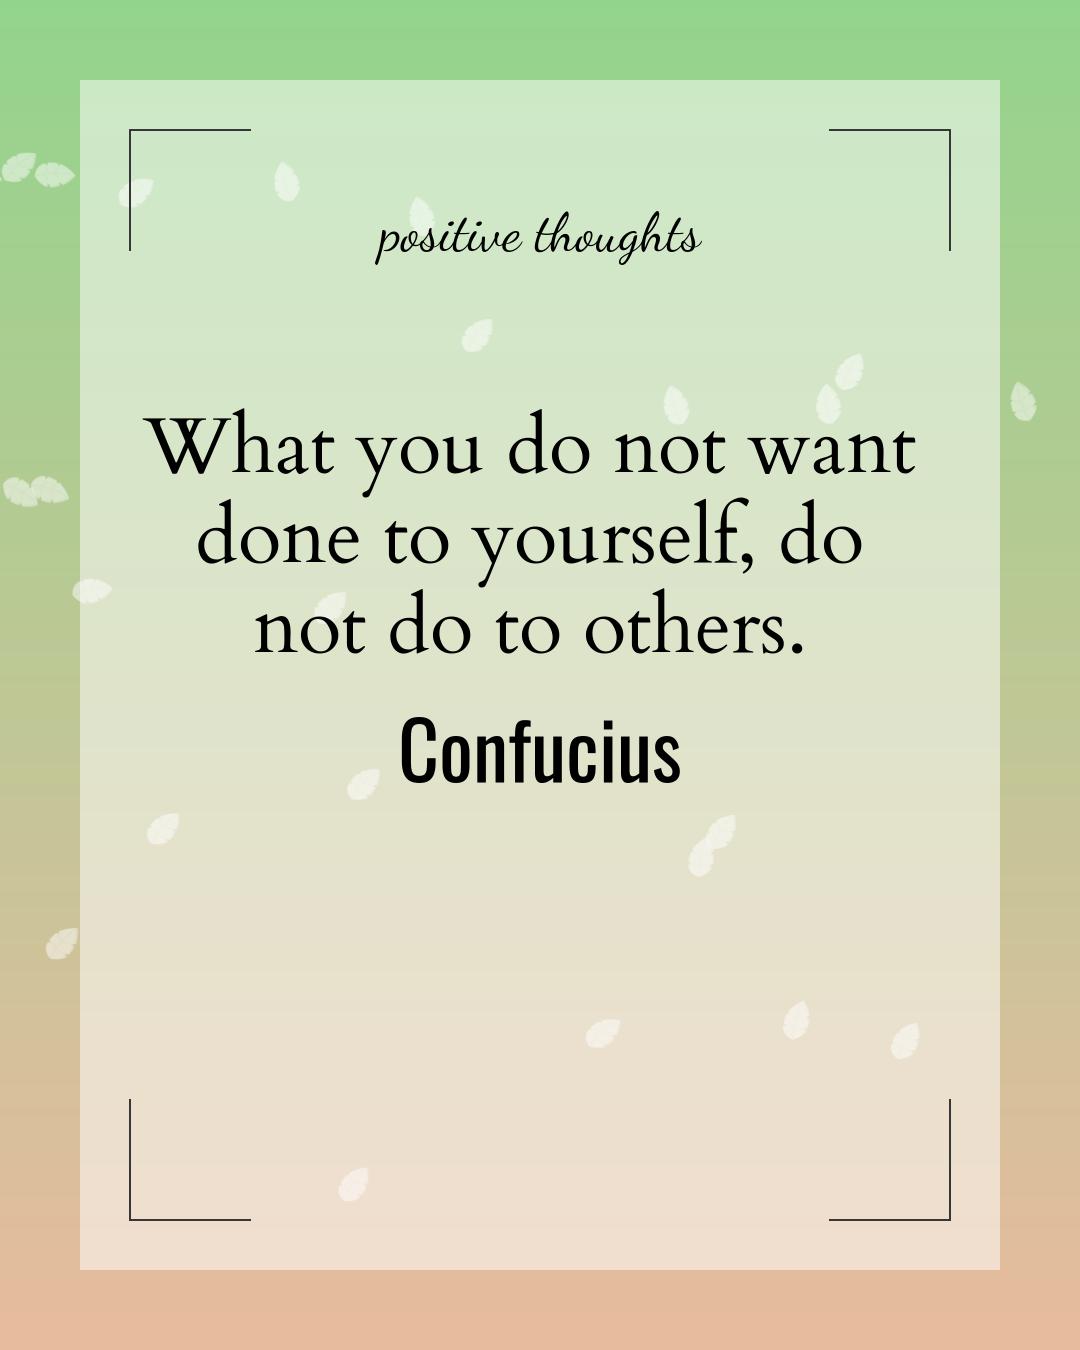 positive thoughts
What you do not want
done to yourself, do
not do to others.
Confucius